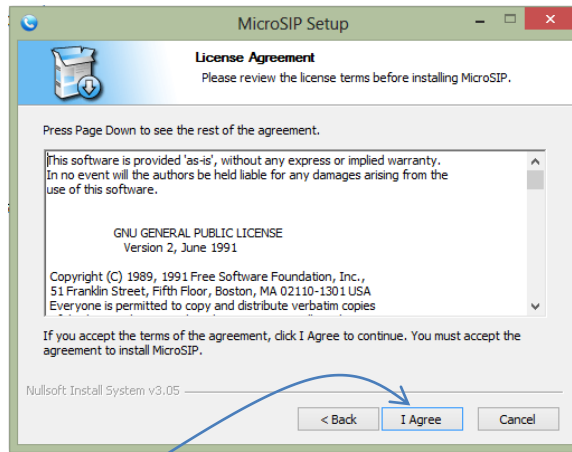 MicroSIP Setup
License Agreement
Please review the license terms before installing MicroSIP.
Press Page Down to see the rest of the agreement.
This software is provided 'as-is', without any express or implied warranty.
In no event will the authors be held liable for any damages arising from the
use of this software.
GNU GENERAL PUBLIC LICENSE
Version 2, June 1991
Copyright (C) 1989, 1991 Free Software Foundation, Inc.,
51 Franklin Street, Fifth Floor, Boston, MA 02110-1301 USA
Everyone is permitted to copy and distribute verbatim copies
If you accept the terms of the agreement, click I Agree to continue. You must accept the
agreement to install MicroSIP.
Nullsoft Install System v3.05
< Back I Agree Cancel